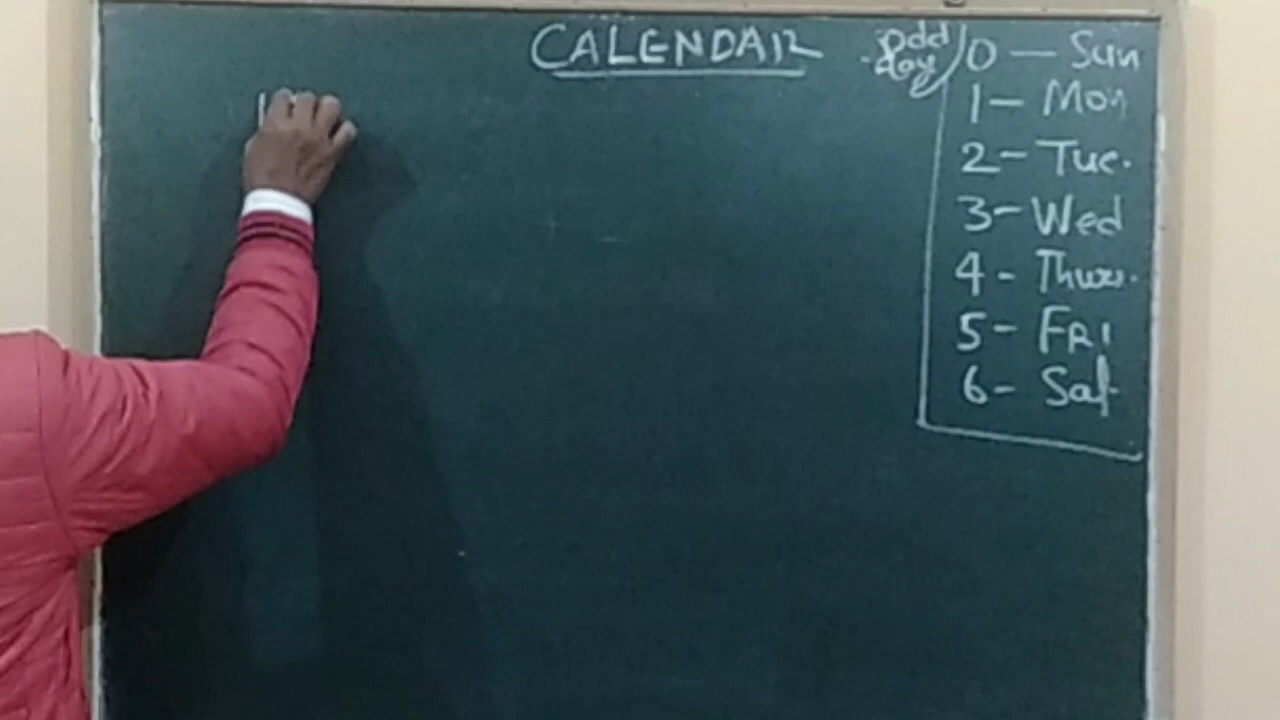 CALENDAR
odd
day
0 — Sun
1 — Mon
2 - Tue.
3 - Wed
4 - Thurs.
5 - FRI
6 - Sat